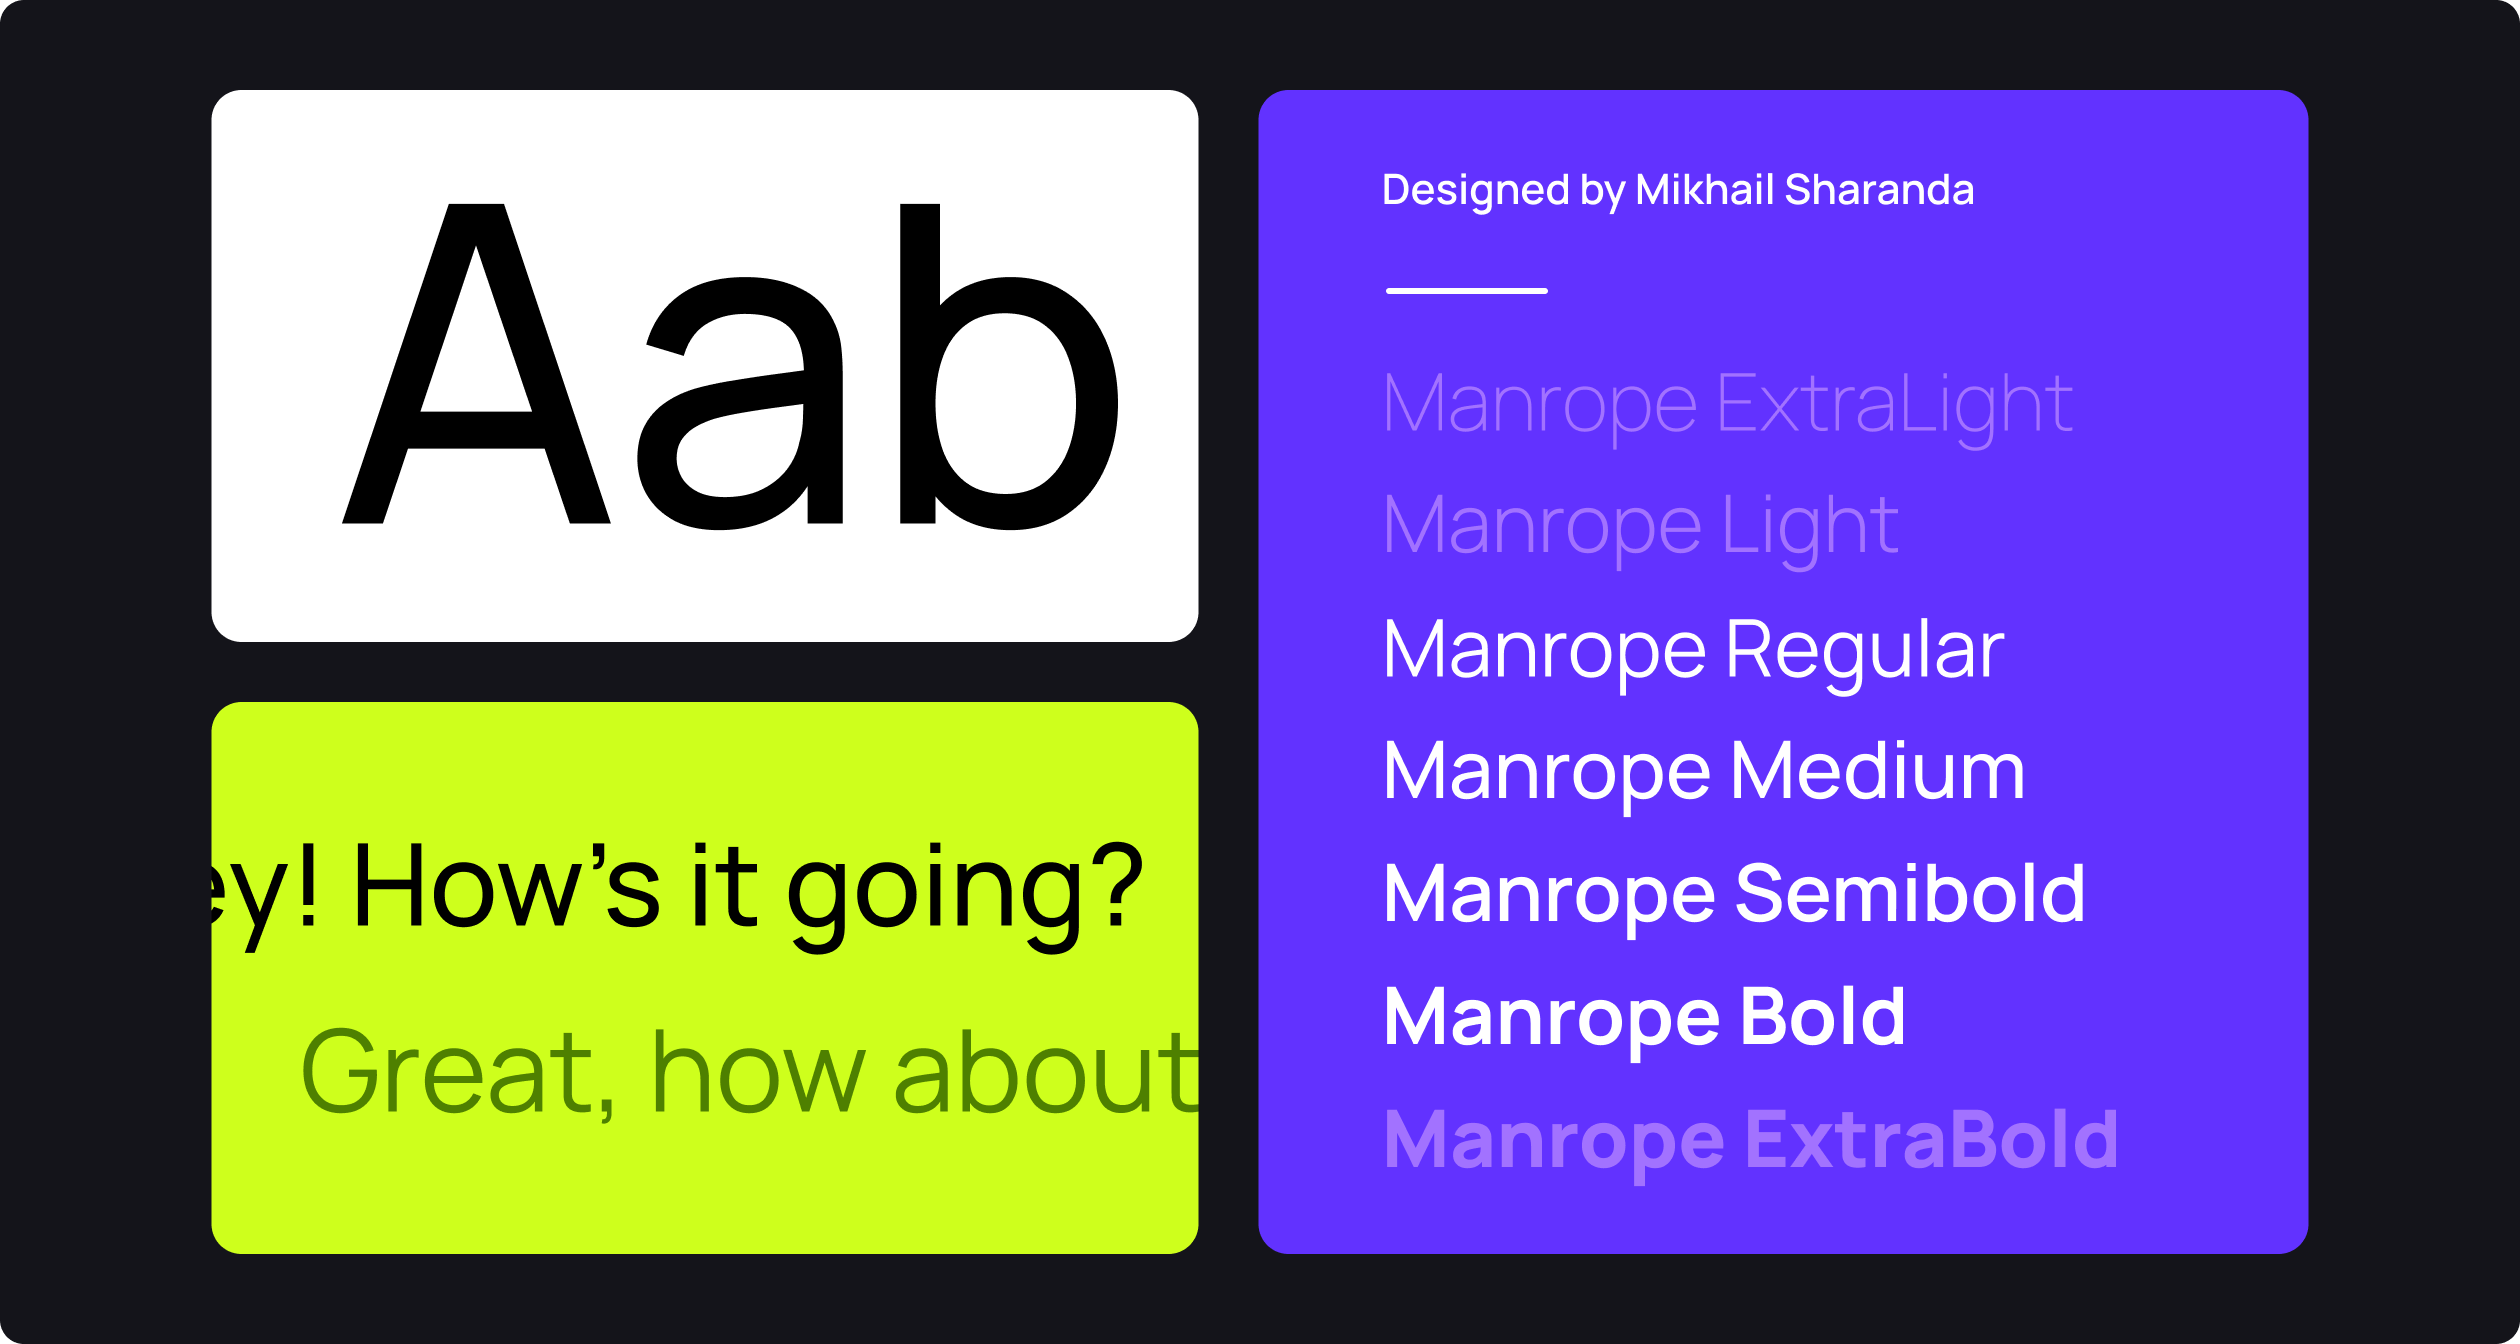 Aab
ey! How’s it going?
Great, how about
Designed by Mikhail Sharanda
Manrope ExtraLight
Manrope Light
Manrope Regular
Manrope Medium
Manrope Semibold
Manrope Bold
Manrope ExtraBold